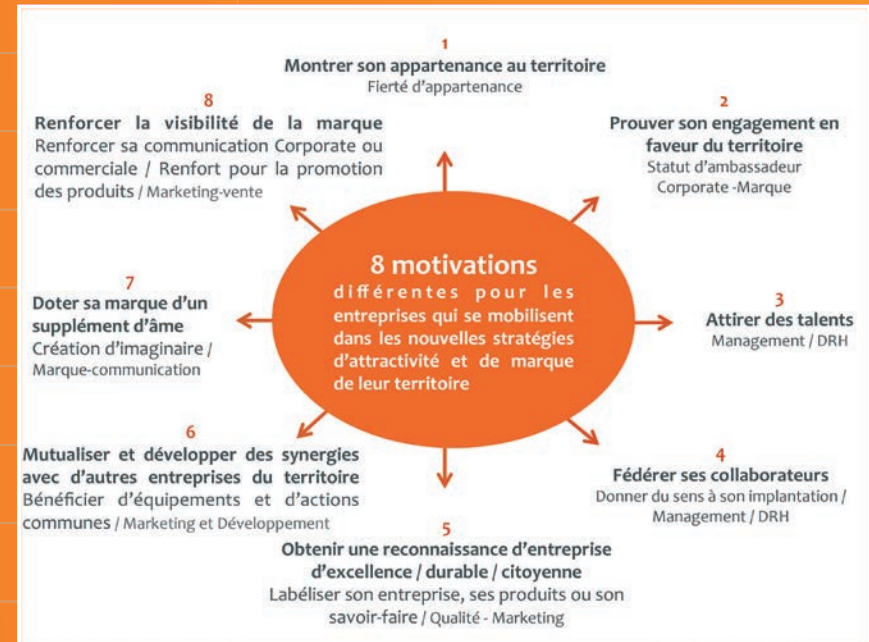 8 motivations
différentes pour les
entreprises qui se mobilisent
dans les nouvelles stratégies
d'attractivité et de marque
de leur territoire
1
Montrer son appartenance au territoire
Fierté d'appartenance
2
Prouver son engagement en
faveur du territoire
Statut d'ambassadeur
Corporate -Marque
3
Attirer des talents
Management / DRH
4
Fédérer ses collaborateurs
Donner du sens à son implantation /
Management / DRH
5
Obtenir une reconnaissance d'entreprise
d'excellence / durable / citoyenne
Labéliser son entreprise, ses produits ou son
savoir-faire / Qualité - Marketing
6
Mutualiser et développer des synergies
avec d'autres entreprises du territoire
Bénéficier d'équipements et d'actions
communes / Marketing et Développement
7
Doter sa marque d'un
supplément d'âme
Création d'imaginaire /
Marque-communication
8
Renforcer la visibilité de la marque
Renforcer sa communication Corporate ou
commerciale / Renfort pour la promotion
des produits / Marketing-vente